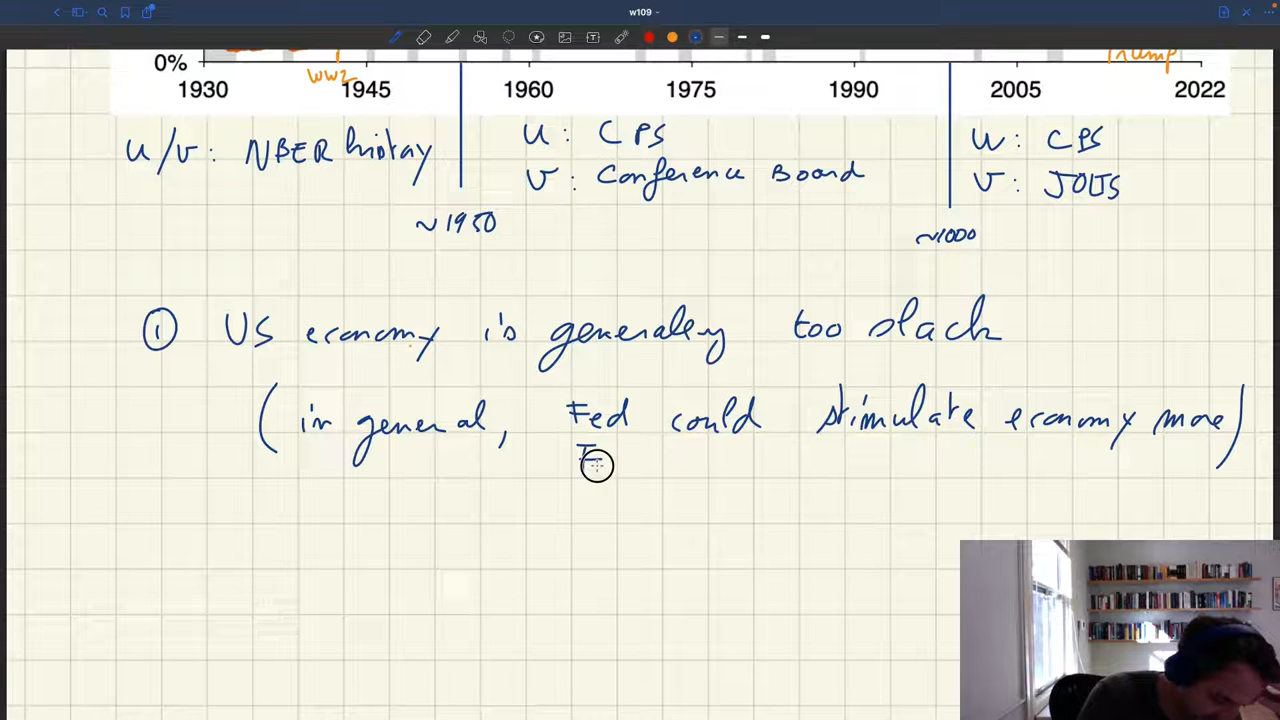 w109
0%
WW2
Trump
1930 1945 1960 1975 1990 2005 2022
u/v: NBER history
u: CPS
v: Conference Board
u: CPS
v: JOLTS
~1950
~1000
① US economy is generally too slack
(in general, Fed could stimulate economy more)